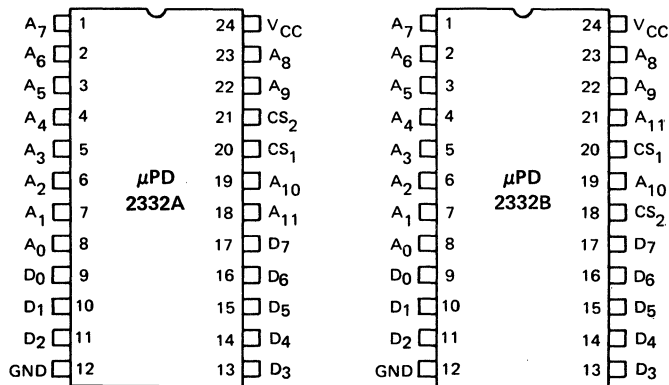 A7 1 24 VCC
A6 2 23 A8
A5 3 22 A9
A4 4 21 CS2
A3 5 20 CS1
A2 6 19 A10
A1 7 18 A11
A0 8 17 D7
D0 9 16 D6
D1 10 15 D5
D2 11 14 D4
GND 12 13 D3
μPD
2332A
A7 1 24 VCC
A6 2 23 A8
A5 3 22 A9
A4 4 21 A11
A3 5 20 CS1
A2 6 19 A10
A1 7 18 CS2
A0 8 17 D7
D0 9 16 D6
D1 10 15 D5
D2 11 14 D4
GND 12 13 D3
μPD
2332B